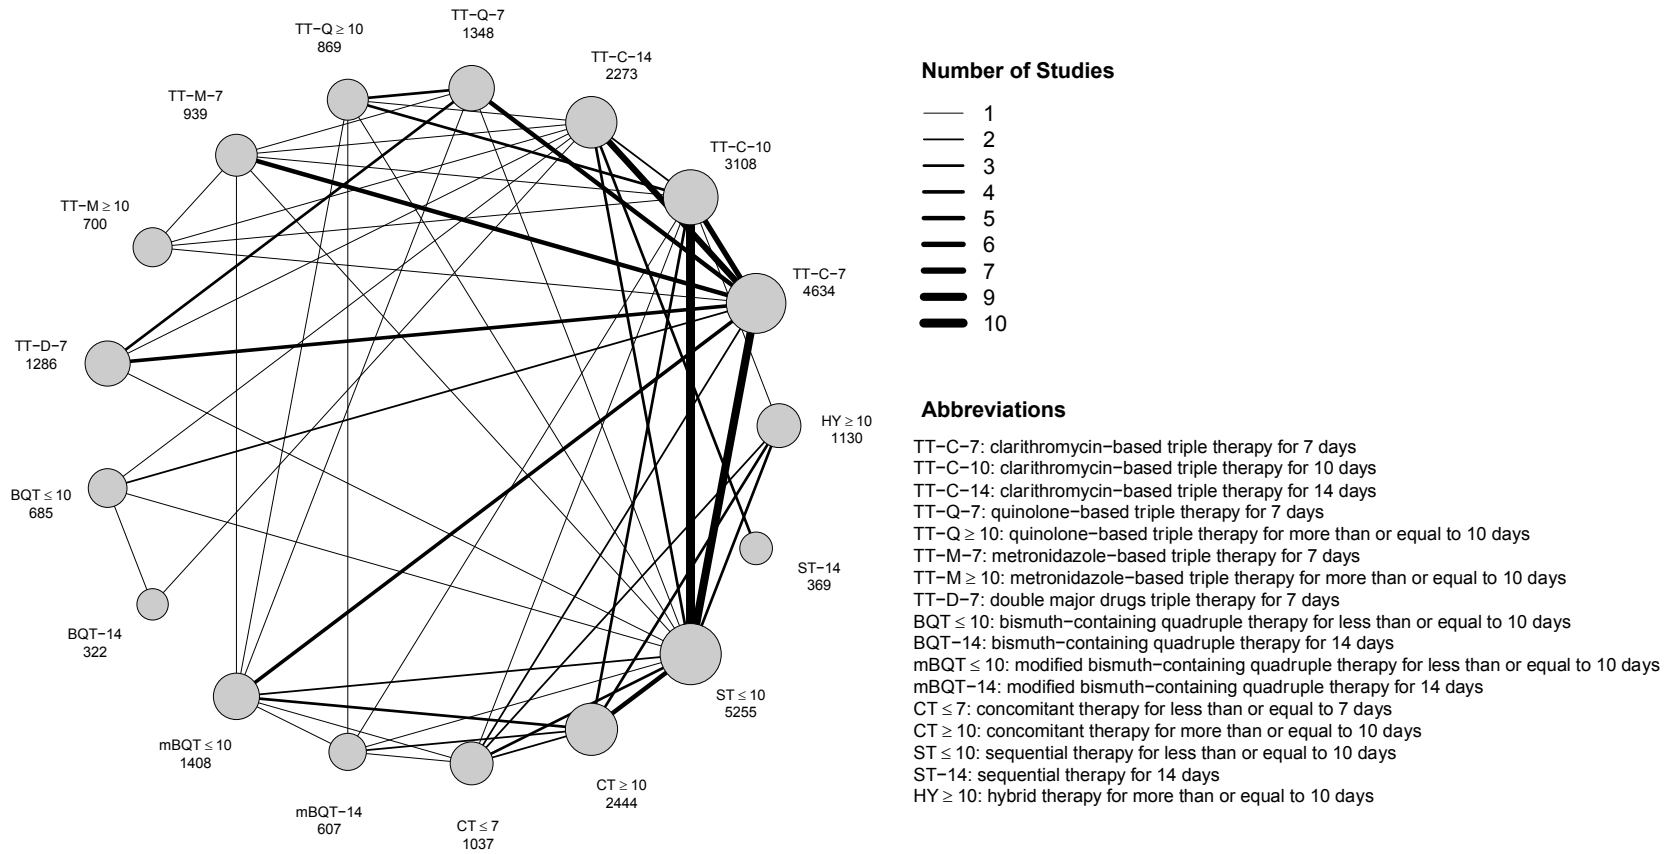 TT−Q−7
1348
TT−Q ≥ 10
869
TT−C−14
2273
TT−M−7
939
TT−C−10
3108
TT−M ≥ 10
700
TT−C−7
4634
TT−D−7
1286
HY ≥ 10
1130
BQT ≤ 10
685
ST−14
369
BQT−14
322
ST ≤ 10
5255
mBQT ≤ 10
1408
CT ≥ 10
2444
mBQT−14
607
CT ≤ 7
1037
Number of Studies
1
2
3
4
5
6
7
9
10
Abbreviations
TT−C−7: clarithromycin−based triple therapy for 7 days
TT−C−10: clarithromycin−based triple therapy for 10 days
TT−C−14: clarithromycin−based triple therapy for 14 days
TT−Q−7: quinolone−based triple therapy for 7 days
TT−Q ≥ 10: quinolone−based triple therapy for more than or equal to 10 days
TT−M−7: metronidazole−based triple therapy for 7 days
TT−M ≥ 10: metronidazole−based triple therapy for more than or equal to 10 days
TT−D−7: double major drugs triple therapy for 7 days
BQT ≤ 10: bismuth−containing quadruple therapy for less than or equal to 10 days
BQT−14: bismuth−containing quadruple therapy for 14 days
mBQT ≤ 10: modified bismuth−containing quadruple therapy for less than or equal to 10 days
mBQT−14: modified bismuth−containing quadruple therapy for 14 days
CT ≤ 7: concomitant therapy for less than or equal to 7 days
CT ≥ 10: concomitant therapy for more than or equal to 10 days
ST ≤ 10: sequential therapy for less than or equal to 10 days
ST−14: sequential therapy for 14 days
HY ≥ 10: hybrid therapy for more than or equal to 10 days